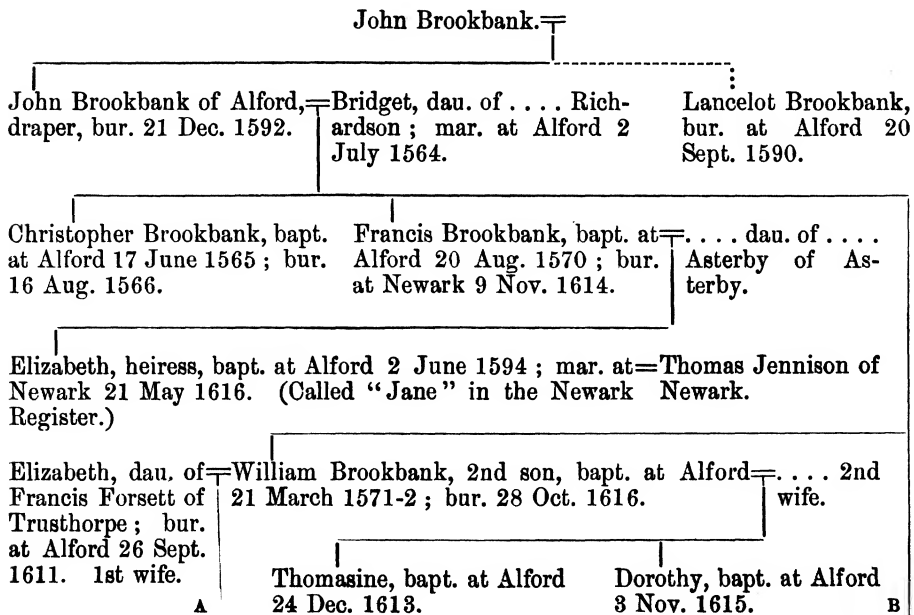 John Brookbank.
John Brookbank of Alford,
draper, bur. 21 Dec. 1592.
Bridget, dau. of . . . . Rich-
ardson ; mar. at Alford 2
July 1564.
Lancelot Brookbank,
bur. at Alford 20
Sept. 1590.
Christopher Brookbank, bapt.
at Alford 17 June 1565 ; bur.
16 Aug. 1566.
Francis Brookbank, bapt. at
Alford 20 Aug. 1570 ; bur.
at Newark 9 Nov. 1614.
. . . . dau. of . . . .
Asterby of As-
terby.
Elizabeth, heiress, bapt. at Alford 2 June 1594 ; mar. at
Newark 21 May 1616. (Called "Jane" in the Newark
Register.)
Thomas Jennison of
Newark.
Elizabeth, dau. of
Francis Forsett of
Trusthorpe ; bur.
at Alford 26 Sept.
1611. 1st wife.
William Brookbank, 2nd son, bapt. at Alford
21 March 1571-2 ; bur. 28 Oct. 1616.
. . . . 2nd
wife.
Thomasine, bapt. at Alford
24 Dec. 1613.
Dorothy, bapt. at Alford
3 Nov. 1615.
A
B